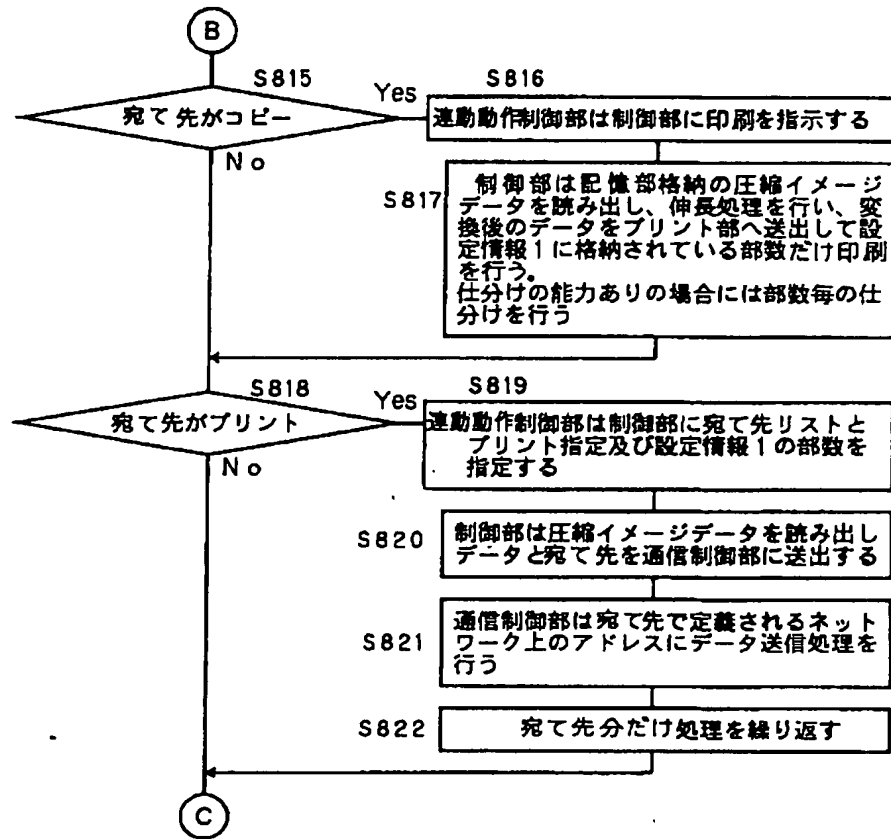 B
S815
宛て先がコピー
Yes
No
S816
連動動作制御部は制御部に印刷を指示する
S817
制御部は記憶部格納の圧縮イメージ
データを読み出し、伸長処理を行い、変
換後のデータをプリント部へ送出して設
定情報1に格納されている部数だけ印刷
を行う。
仕分けの能力ありの場合には部数毎の仕
分けを行う
S818
宛て先がプリント
Yes
No
S819
連動動作制御部は制御部に宛て先リストと
プリント指定及び設定情報1の部数を
指定する
S820
制御部は圧縮イメージデータを読み出し
データと宛て先を通信制御部に送出する
S821
通信制御部は宛て先で定義されるネット
ワーク上のアドレスにデータ送信処理を
行う
S822
宛て先分だけ処理を繰り返す
C